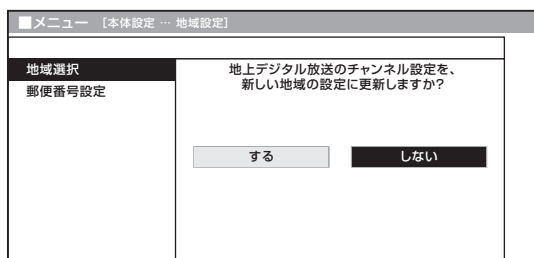 ■メニュー [本体設定 … 地域設定]
地域選択
郵便番号設定
地上デジタル放送のチャンネル設定を、
新しい地域の設定に更新しますか?
する
しない